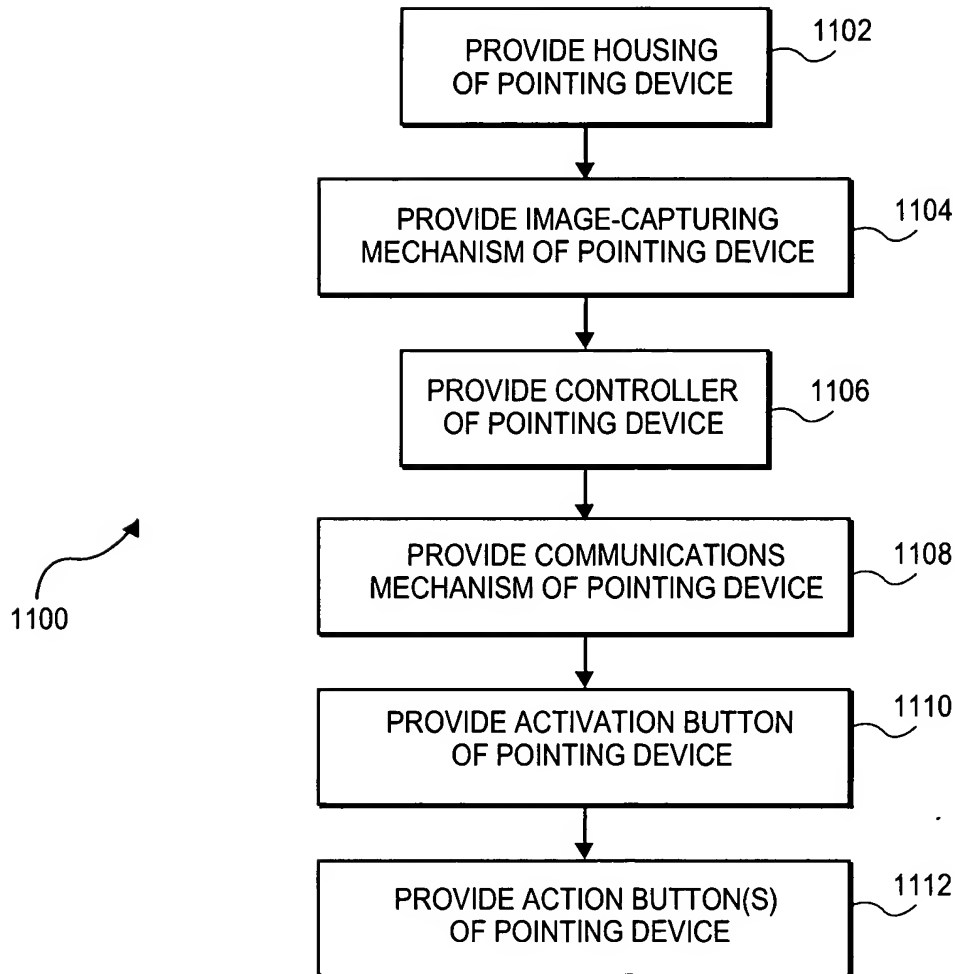 1102
PROVIDE HOUSING
OF POINTING DEVICE
1104
PROVIDE IMAGE-CAPTURING
MECHANISM OF POINTING DEVICE
1106
PROVIDE CONTROLLER
OF POINTING DEVICE
1108
PROVIDE COMMUNICATIONS
MECHANISM OF POINTING DEVICE
1100
1110
PROVIDE ACTIVATION BUTTON
OF POINTING DEVICE
1112
PROVIDE ACTION BUTTON(S)
OF POINTING DEVICE